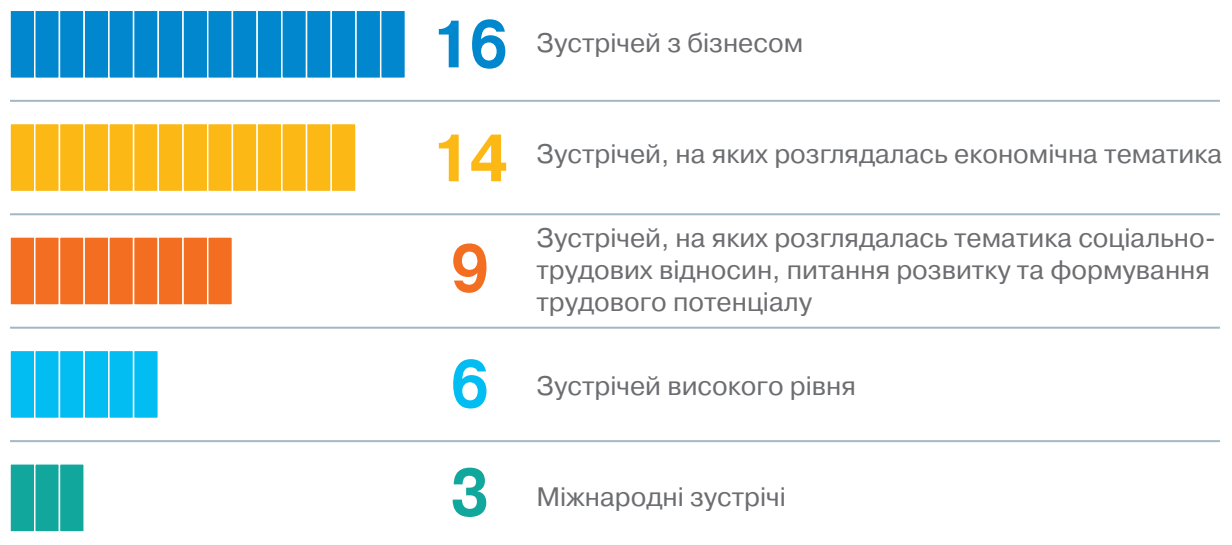 16 Зустрічей з бізнесом
14 Зустрічей, на яких розглядалась економічна тематика
9 Зустрічей, на яких розглядалась тематика соціально-
трудових відносин, питання розвитку та формування
трудового потенціалу
6 Зустрічей високого рівня
3 Міжнародні зустрічі